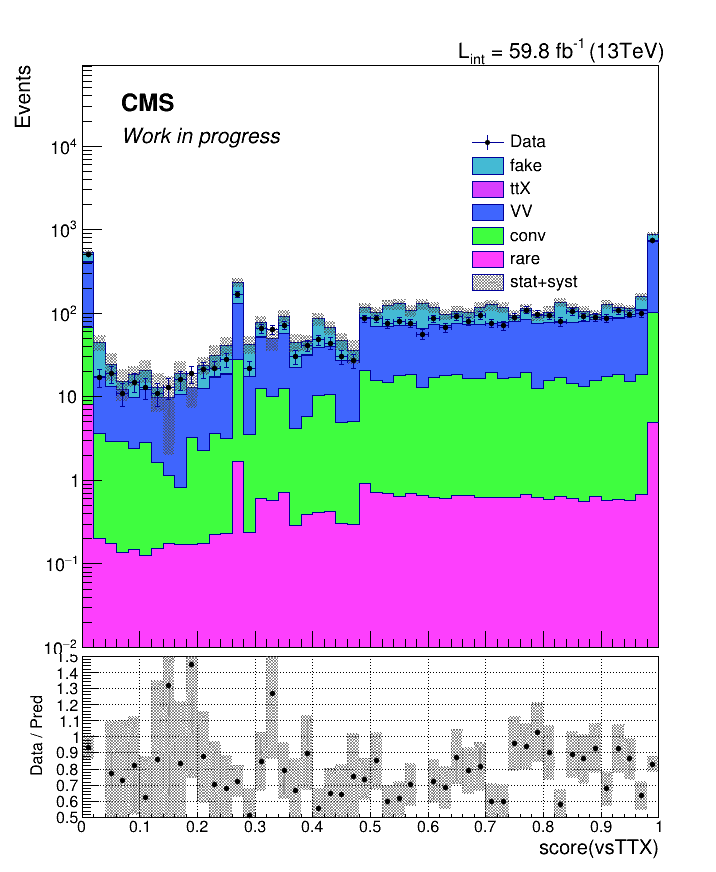 L_int = 59.8 fb^-1 (13TeV)
Events
CMS
Work in progress
Data
fake
ttX
VV
conv
rare
stat+syst
10^4
10^3
10^2
10
1
10^-1
10^-2
Data / Pred
1.5
1.4
1.3
1.2
1.1
1
0.9
0.8
0.7
0.6
0.5
0 0.1 0.2 0.3 0.4 0.5 0.6 0.7 0.8 0.9 1
score(vsTTX)